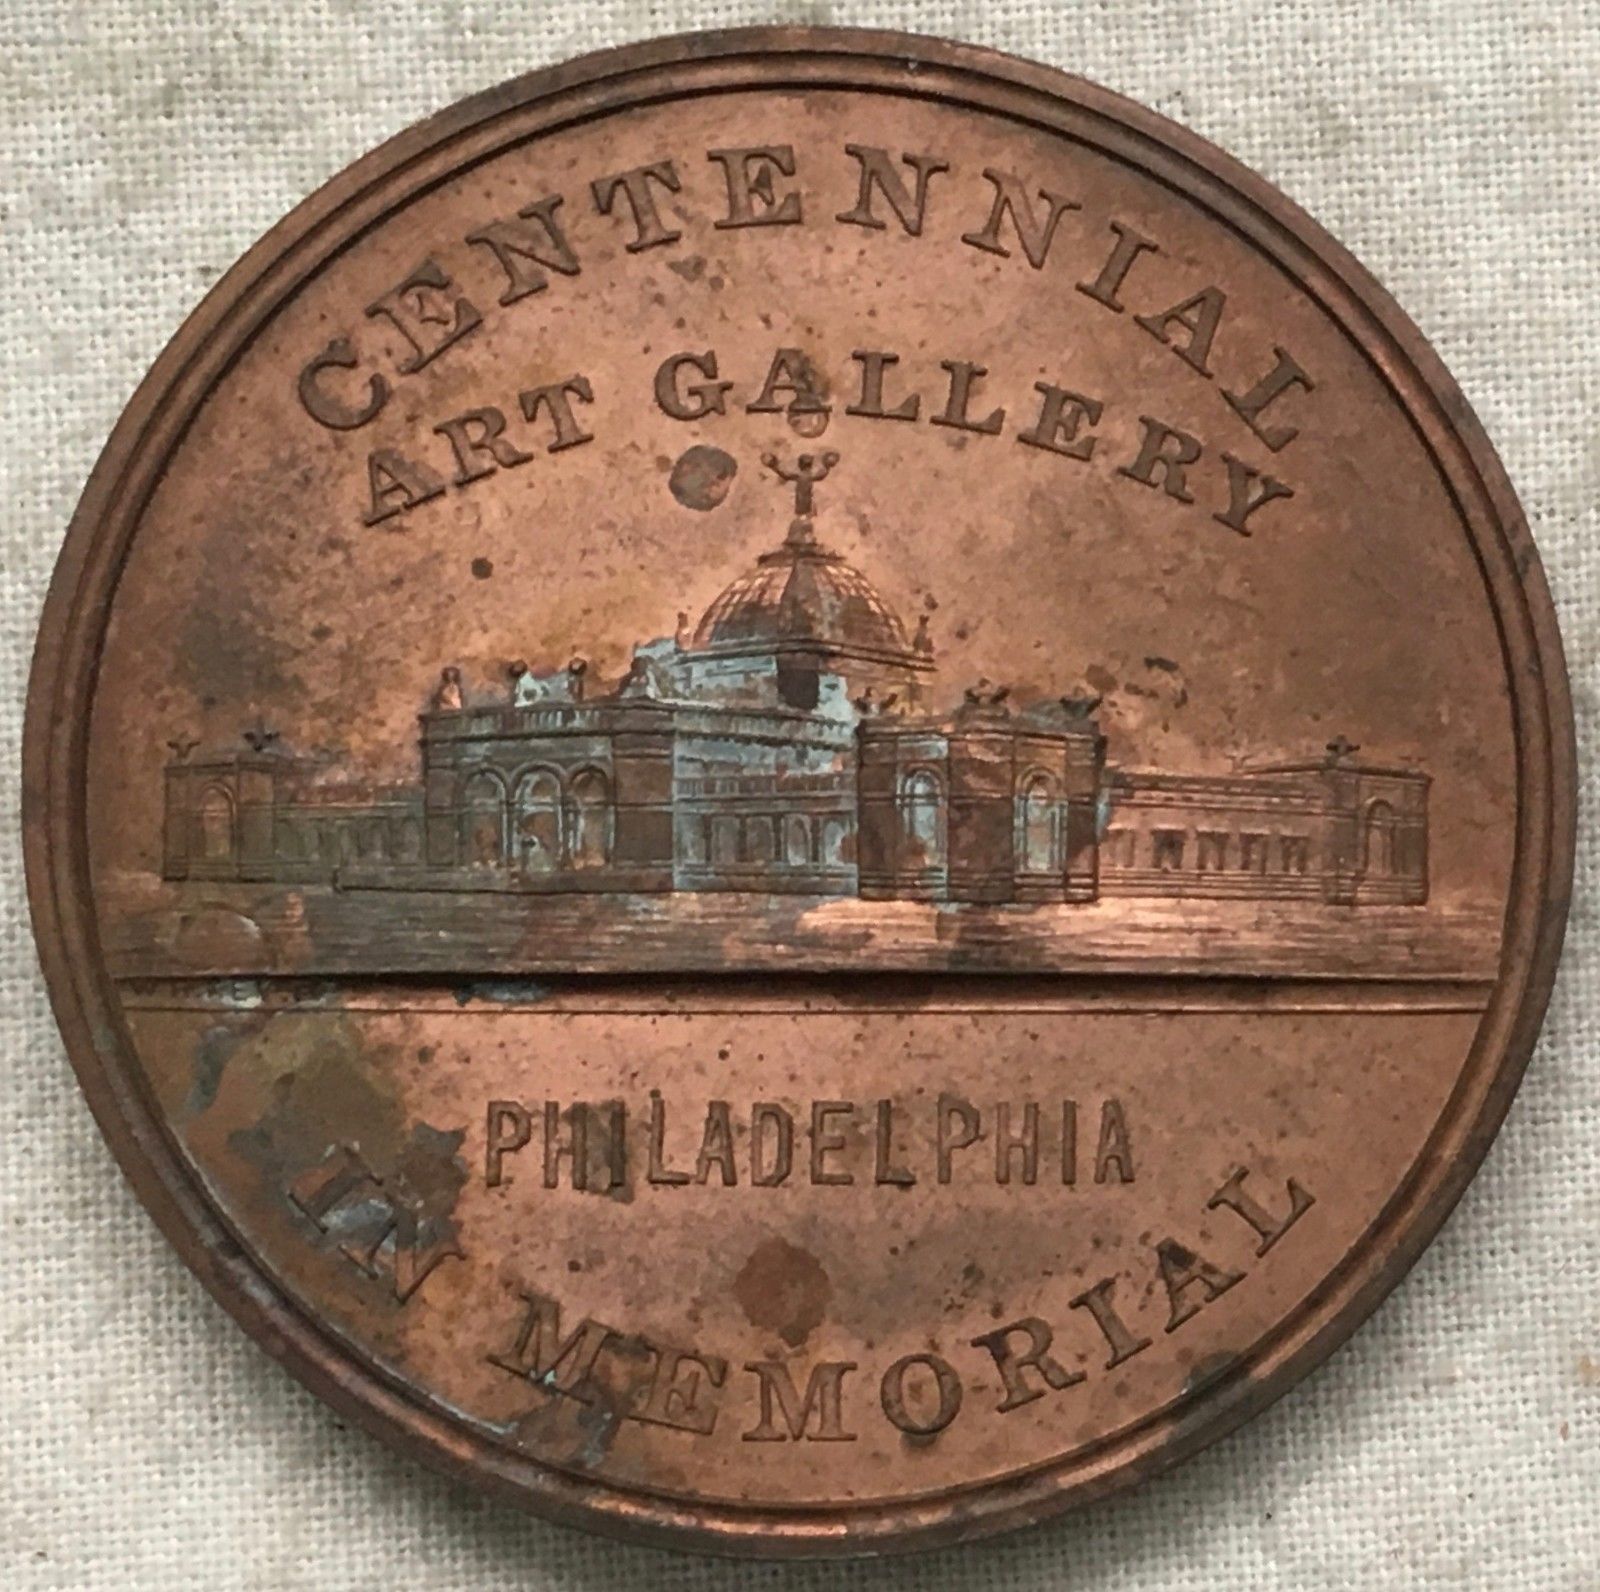 CENTENNIAL
ART GALLERY
PHILADELPHIA
IN MEMORIAL